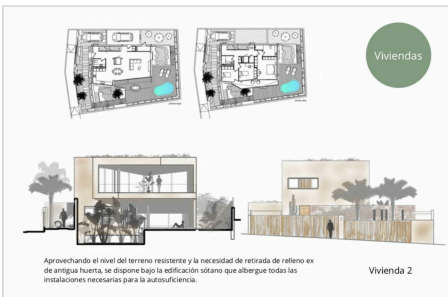 Viviendas
Aprovechando el nivel del terreno resistente y la necesidad de retirada de relleno ex
de antigua huerta, se dispone bajo la edificación sótano que albergue todas las
instalaciones necesarias para la autosuficiencia.
Vivienda 2